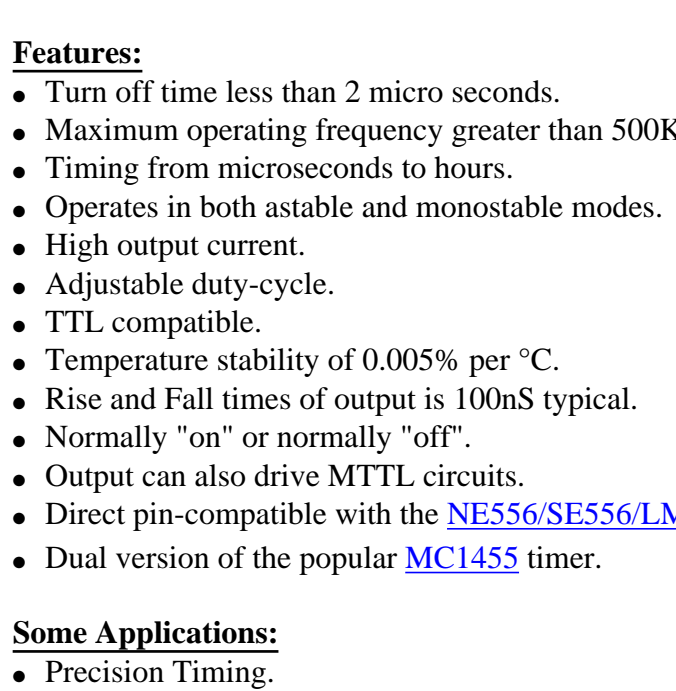 Features:
● Turn off time less than 2 micro seconds.
● Maximum operating frequency greater than 500K
● Timing from microseconds to hours.
● Operates in both astable and monostable modes.
● High output current.
● Adjustable duty-cycle.
● TTL compatible.
● Temperature stability of 0.005% per °C.
● Rise and Fall times of output is 100nS typical.
● Normally "on" or normally "off".
● Output can also drive MTTL circuits.
● Direct pin-compatible with the NE556/SE556/LM
● Dual version of the popular MC1455 timer.
Some Applications:
● Precision Timing.